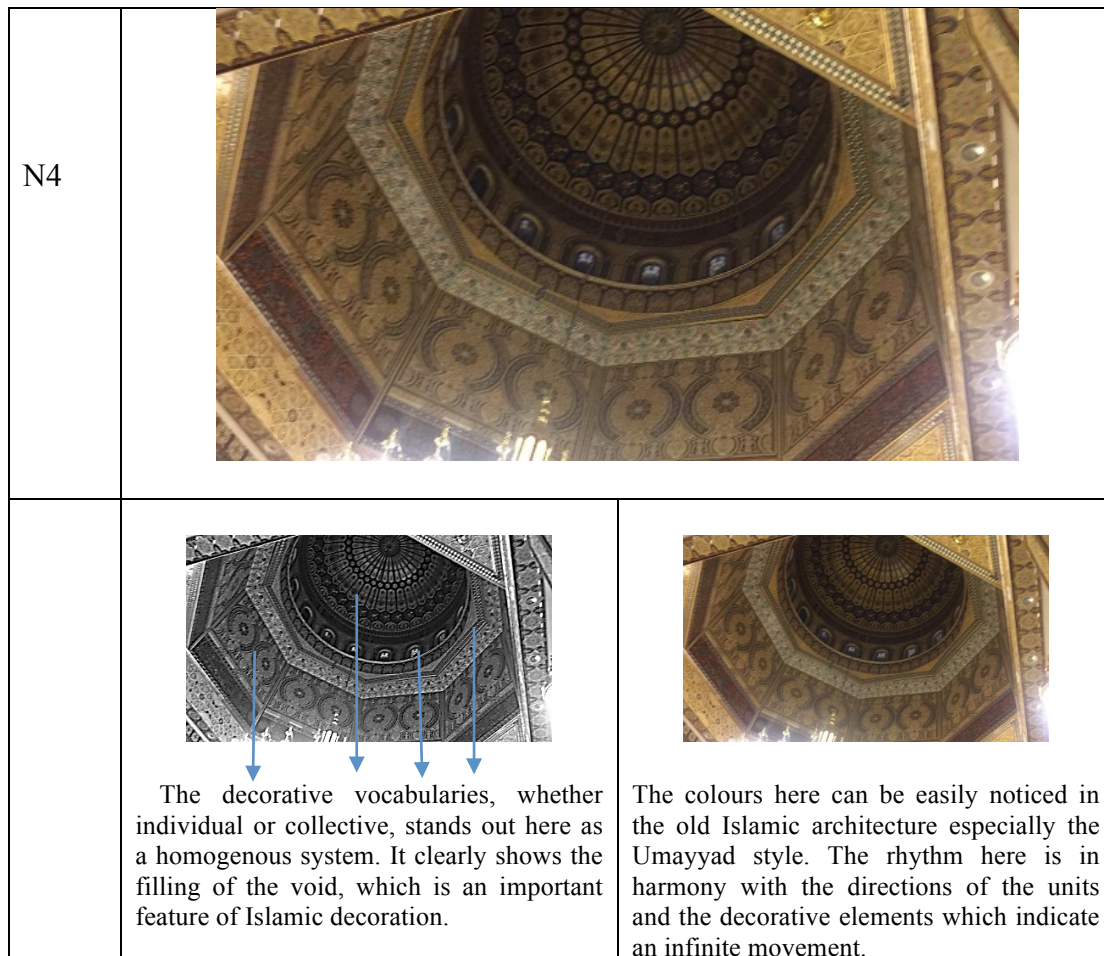 N4
The decorative vocabularies, whether
individual or collective, stands out here as
a homogenous system. It clearly shows the
filling of the void, which is an important
feature of Islamic decoration.
The colours here can be easily noticed in
the old Islamic architecture especially the
Umayyad style. The rhythm here is in
harmony with the directions of the units
and the decorative elements which indicate
an infinite movement.